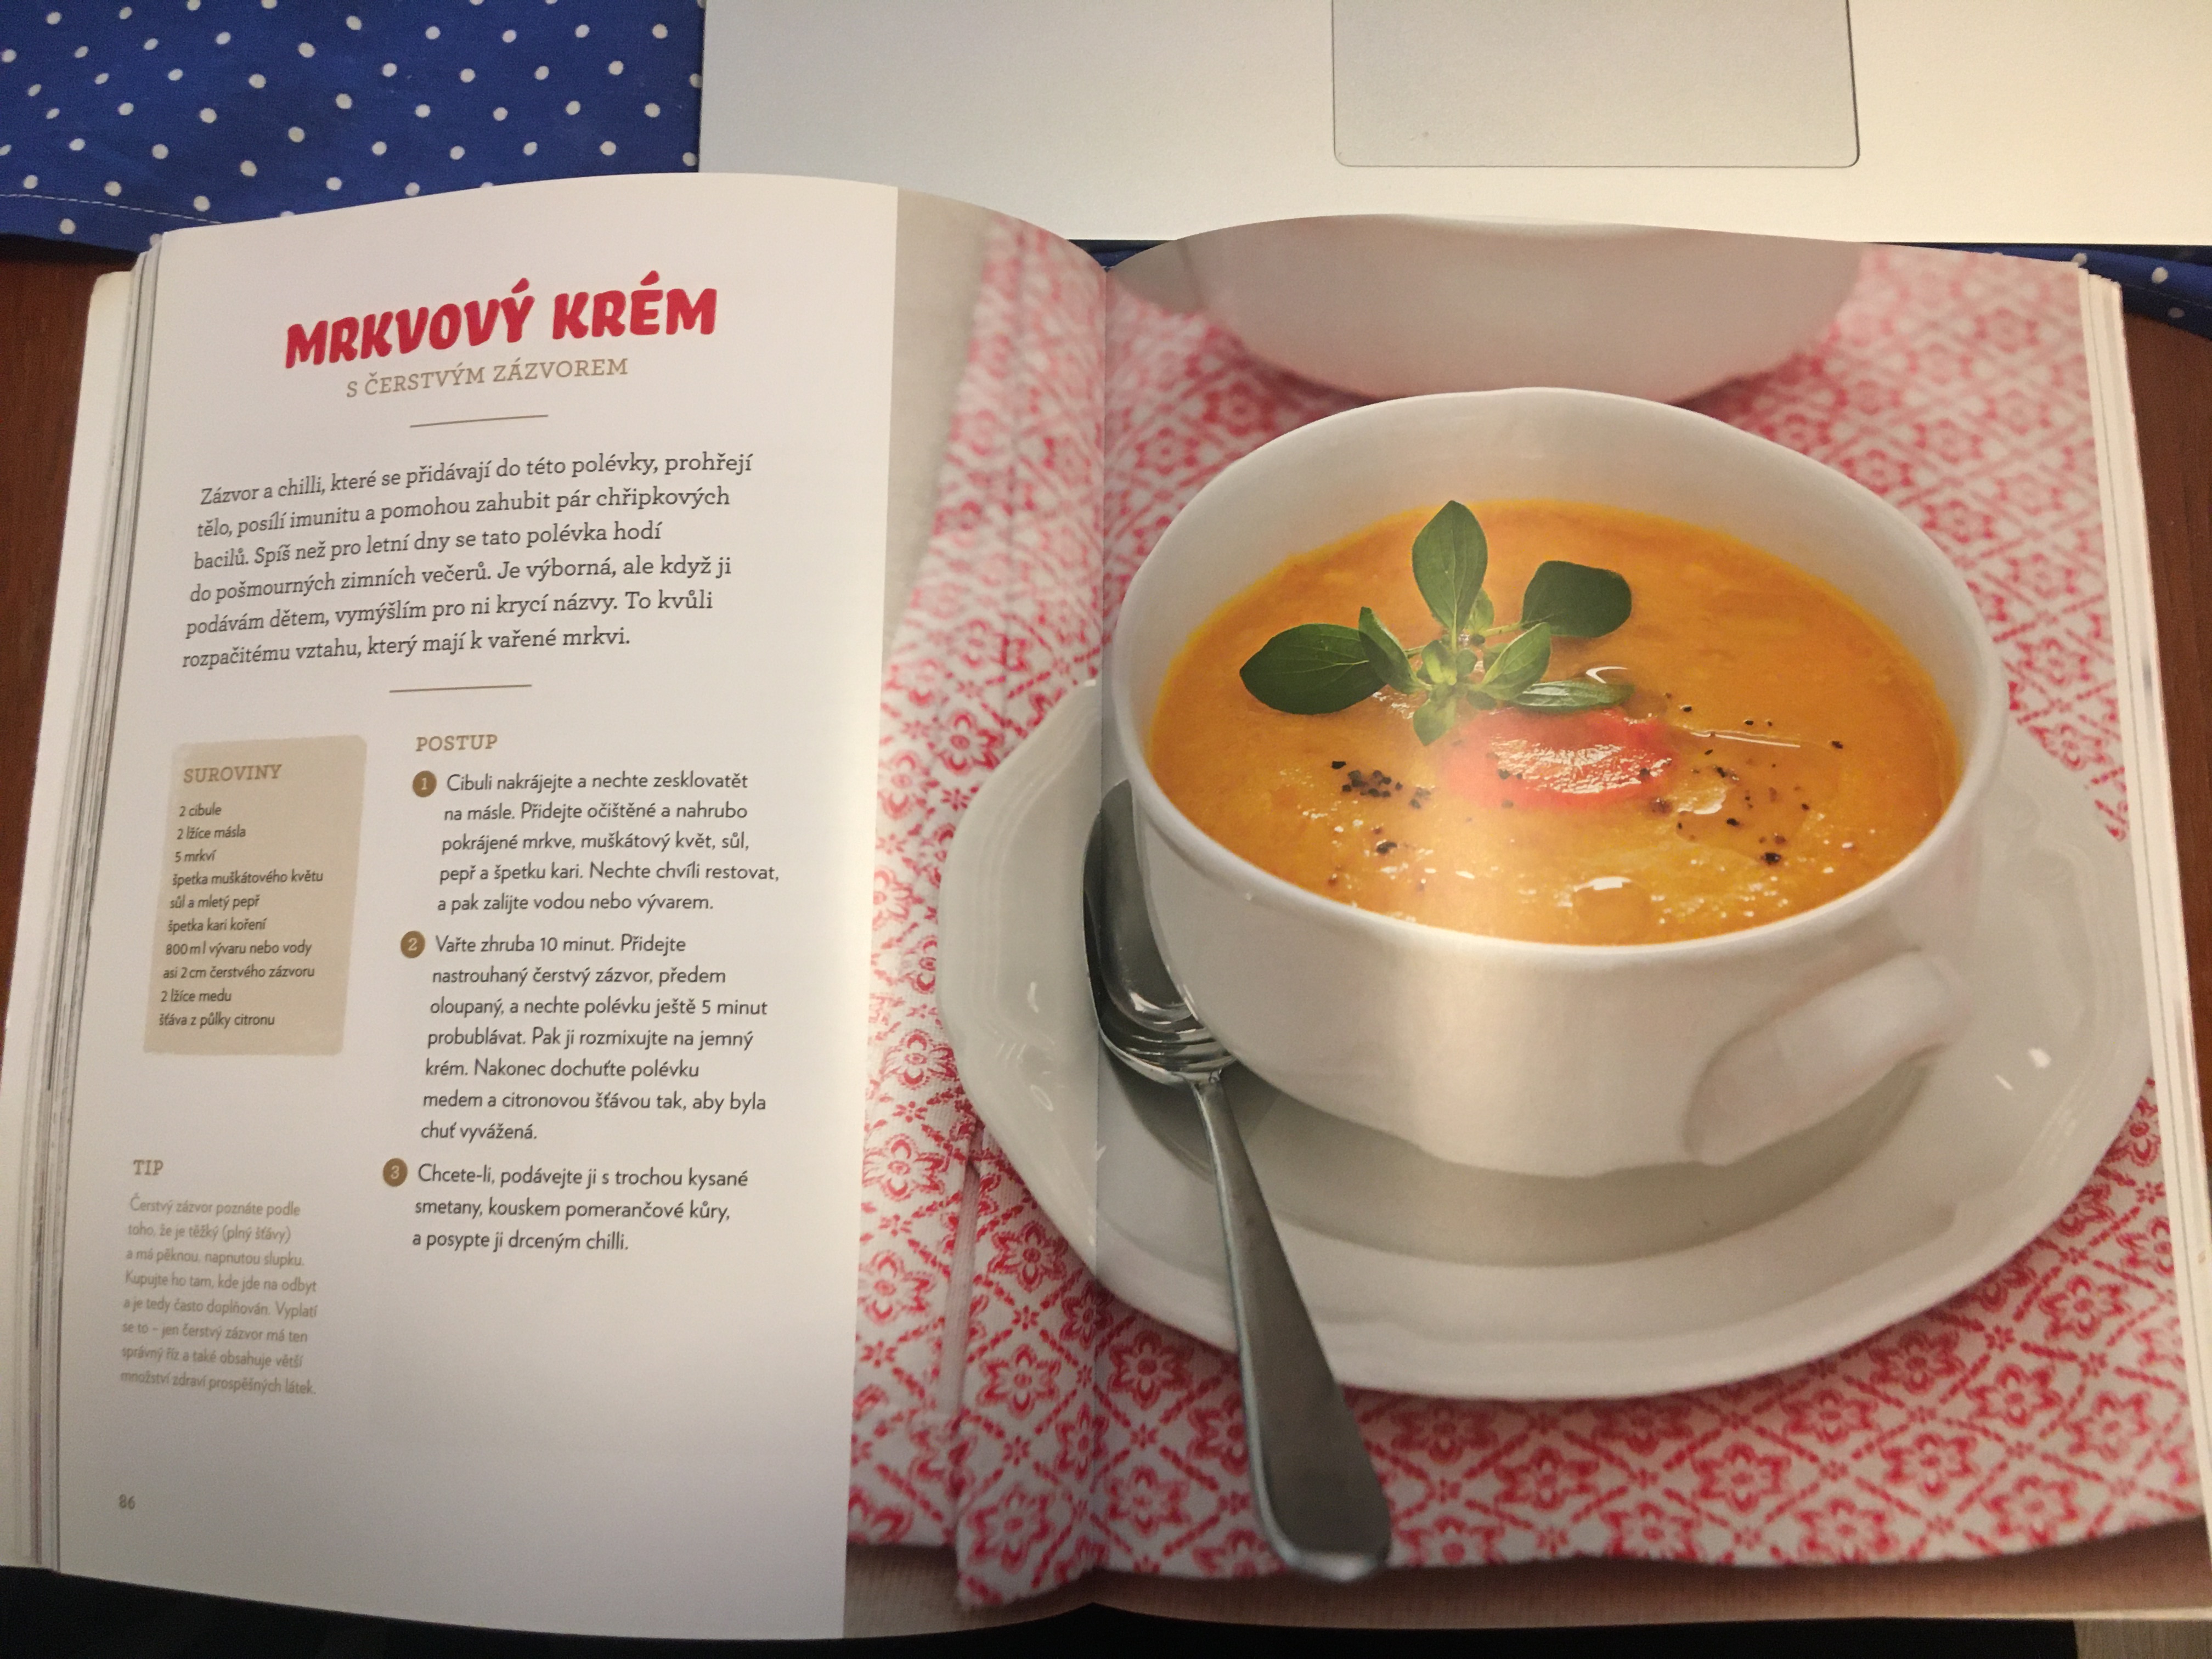 MRKVOVÝ KRÉM
S ČERSTVÝM ZÁZVOREM
Zázvor a chilli, které se přidávají do této polévky, prohřejí
tělo, posílí imunitu a pomohou zahubit pár chřipkových
bacilů. Spíš než pro letní dny se tato polévka hodí
do pošmourných zimních večerů. Je výborná, ale když ji
podávám dětem, vymýšlím pro ni krycí názvy. To kvůli
rozpačitému vztahu, který mají k vařené mrkvi.
SUROVINY
2 cibule
2 lžíce másla
5 mrkví
špetka muškátového květu
sůl a mletý pepř
špetka kari koření
800 ml vývaru nebo vody
asi 2 cm čerstvého zázvoru
2 lžíce medu
šťáva z půlky citronu
POSTUP
1 Cibuli nakrájejte a nechte zesklovatět
na másle. Přidejte očištěné a nahrubo
pokrájené mrkve, muškátový květ, sůl,
pepř a špetku kari. Nechte chvíli restovat,
a pak zalijte vodou nebo vývarem.
2 Vařte zhruba 10 minut. Přidejte
nastrouhaný čerstvý zázvor, předem
oloupaný, a nechte polévku ještě 5 minut
probublávat. Pak ji rozmixujte na jemný
krém. Nakonec dochuťte polévku
medem a citronovou šťávou tak, aby byla
chuť vyvážená.
3 Chcete-li, podávejte ji s trochou kysané
smetany, kouskem pomerančové kůry,
a posypte ji drceným chilli.
TIP
Čerstvý zázvor poznáte podle
toho, že je těžký (plný šťávy)
a má pěknou, napnutou slupku.
Kupujte ho tam, kde jde na odbyt
a je tedy často doplňován. Vyplatí
se to – jen čerstvý zázvor má ten
správný říz a také obsahuje větší
množství zdraví prospěšných látek.
86